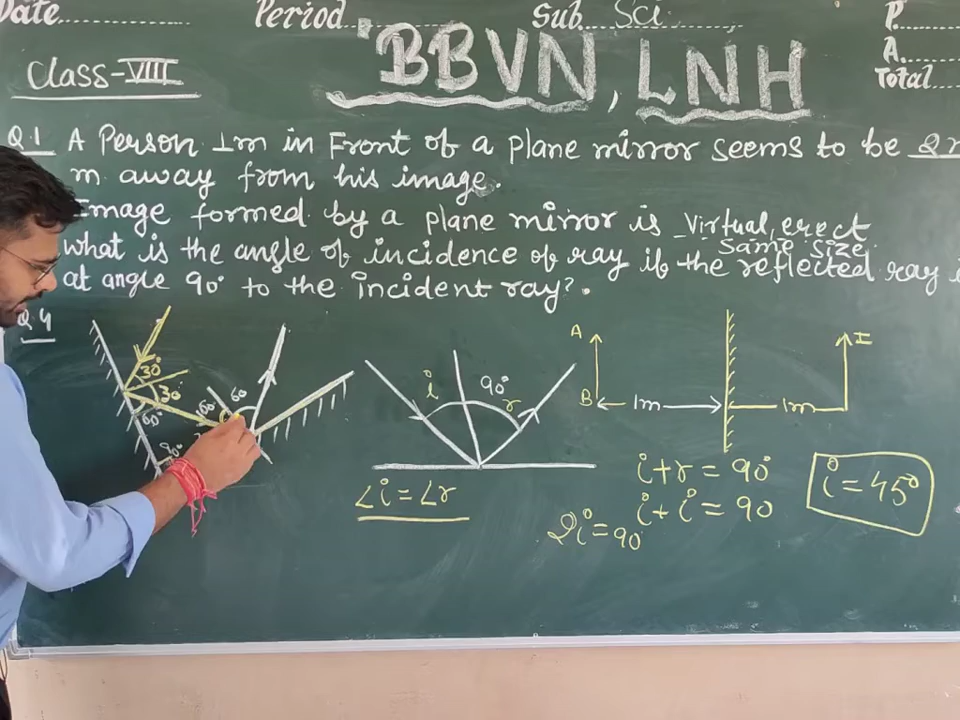 Date............ Period............ Sub. Sci............ P............
A............
Total............
Class-VIII
BBVN, LNH
Q.1 A Person 1m in Front of a plane mirror seems to be 2
m away from his image.
Image formed by a plane mirror is Virtual, erect
same size.
what is the angle of incidence of ray if the reflected ray
at angle 90° to the incident ray?.
Q.4
30°
30°
60°
60
90°
i 90° r
A
B 1m 1m
I
∠i = ∠r
i+r = 90°
i+i = 90
2i = 90
i = 45°